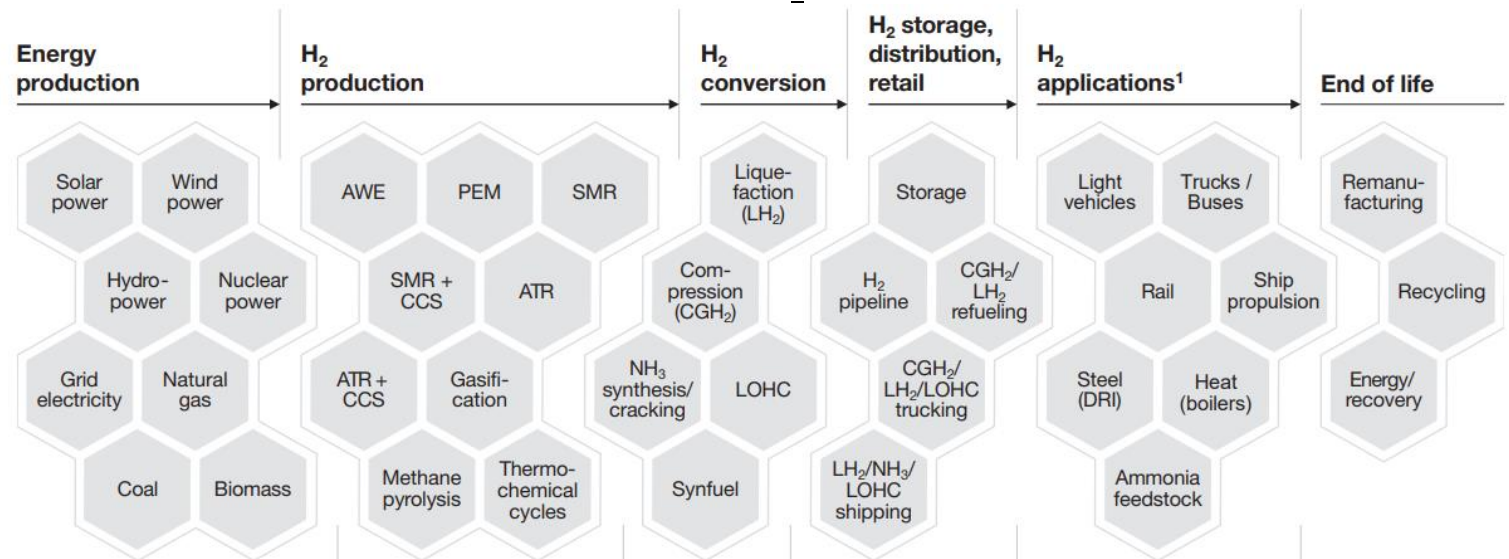 Energy
production
H₂
production
H₂
conversion
H₂ storage,
distribution,
retail
H₂
applications¹
End of life
Solar
power
Wind
power
Hydro-
power
Nuclear
power
Grid
electricity
Natural
gas
Coal
Biomass
AWE
PEM
SMR
SMR +
CCS
ATR
ATR +
CCS
Gasifi-
cation
Methane
pyrolysis
Thermo-
chemical
cycles
Lique-
faction
(LH₂)
Com-
pression
(CGH₂)
NH₃
synthesis/
cracking
LOHC
Synfuel
Storage
H₂
pipeline
CGH₂/
LH₂
refueling
CGH₂/
LH₂/LOHC
trucking
LH₂/NH₃/
LOHC
shipping
Light
vehicles
Trucks /
Buses
Rail
Ship
propulsion
Steel
(DRI)
Heat
(boilers)
Ammonia
feedstock
Remanu-
facturing
Recycling
Energy/
recovery